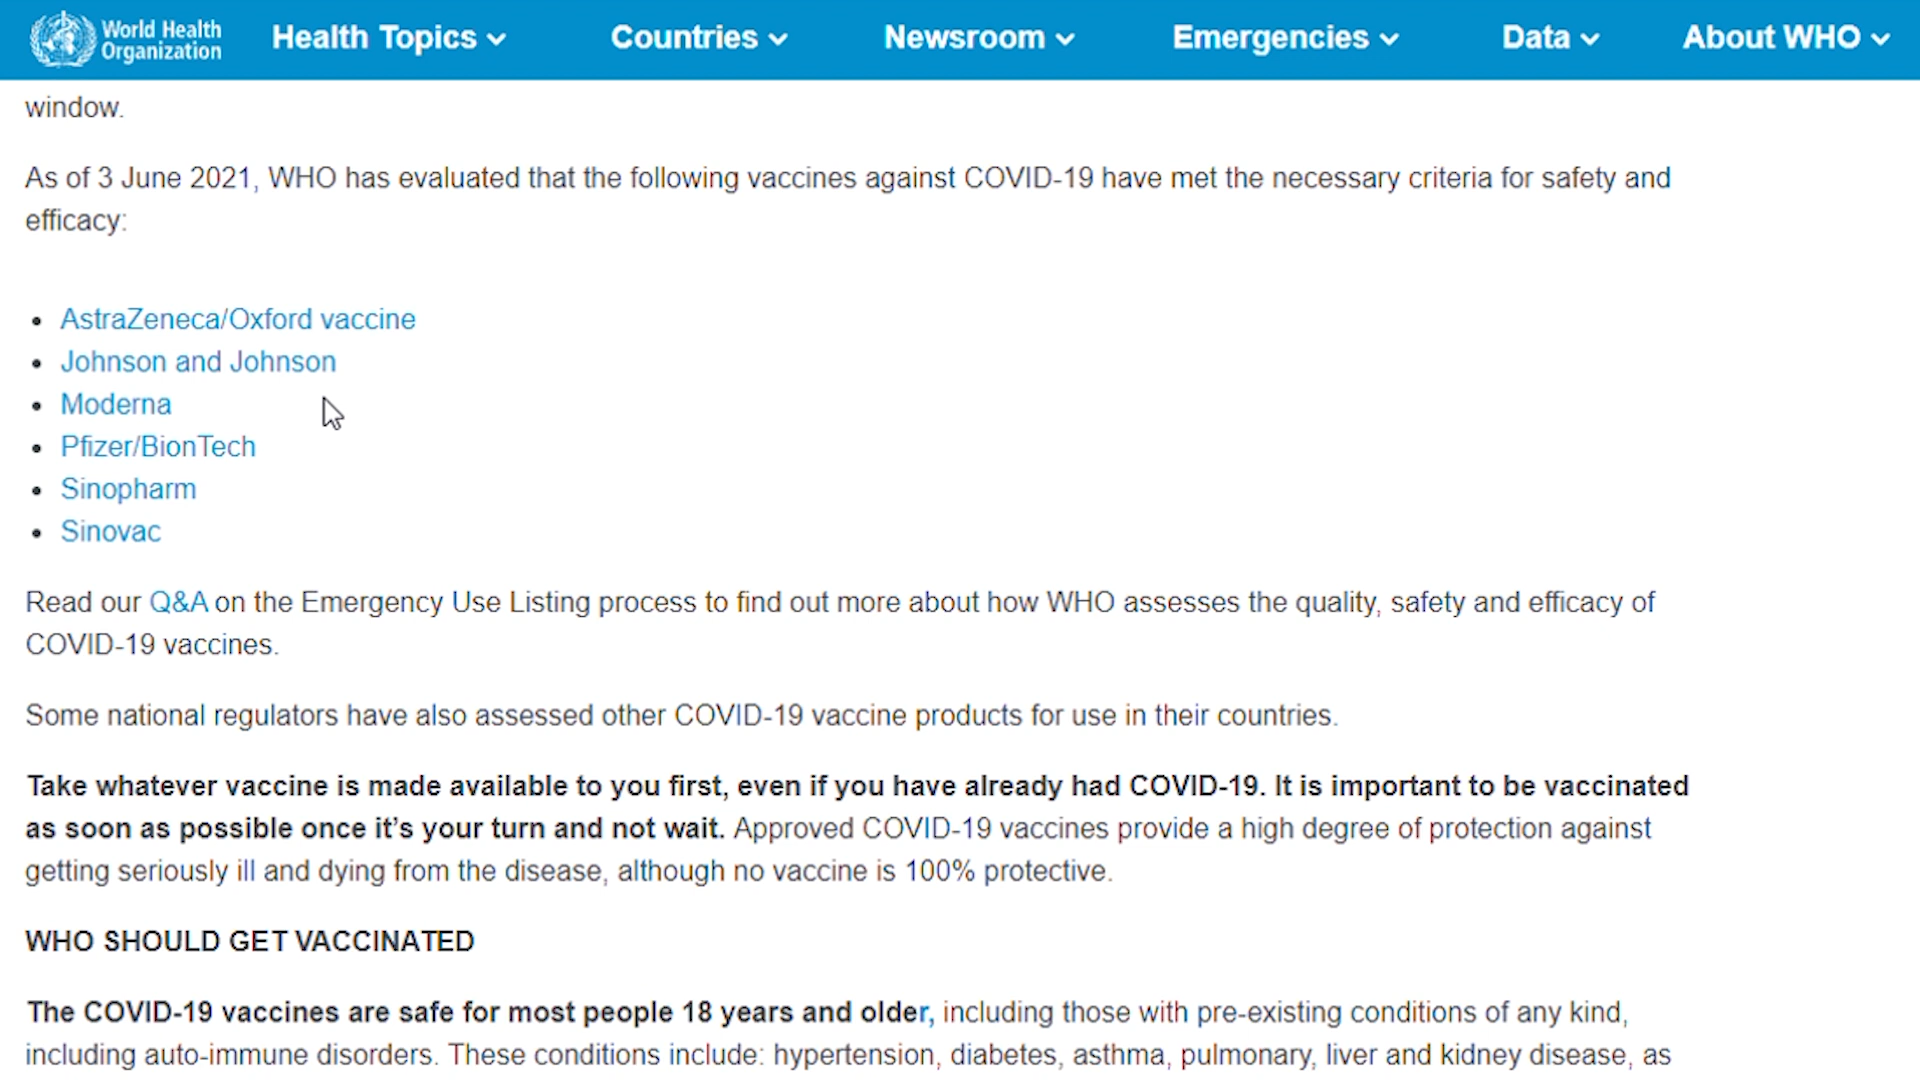 World Health
Organization
Health Topics
Countries
Newsroom
Emergencies
Data
About WHO
window.
As of 3 June 2021, WHO has evaluated that the following vaccines against COVID-19 have met the necessary criteria for safety and
efficacy:
AstraZeneca/Oxford vaccine
Johnson and Johnson
Moderna
Pfizer/BionTech
Sinopharm
Sinovac
Read our Q&A on the Emergency Use Listing process to find out more about how WHO assesses the quality, safety and efficacy of
COVID-19 vaccines.
Some national regulators have also assessed other COVID-19 vaccine products for use in their countries.
Take whatever vaccine is made available to you first, even if you have already had COVID-19. It is important to be vaccinated
as soon as possible once it’s your turn and not wait. Approved COVID-19 vaccines provide a high degree of protection against
getting seriously ill and dying from the disease, although no vaccine is 100% protective.
WHO SHOULD GET VACCINATED
The COVID-19 vaccines are safe for most people 18 years and older, including those with pre-existing conditions of any kind,
including auto-immune disorders. These conditions include: hypertension, diabetes, asthma, pulmonary, liver and kidney disease, as